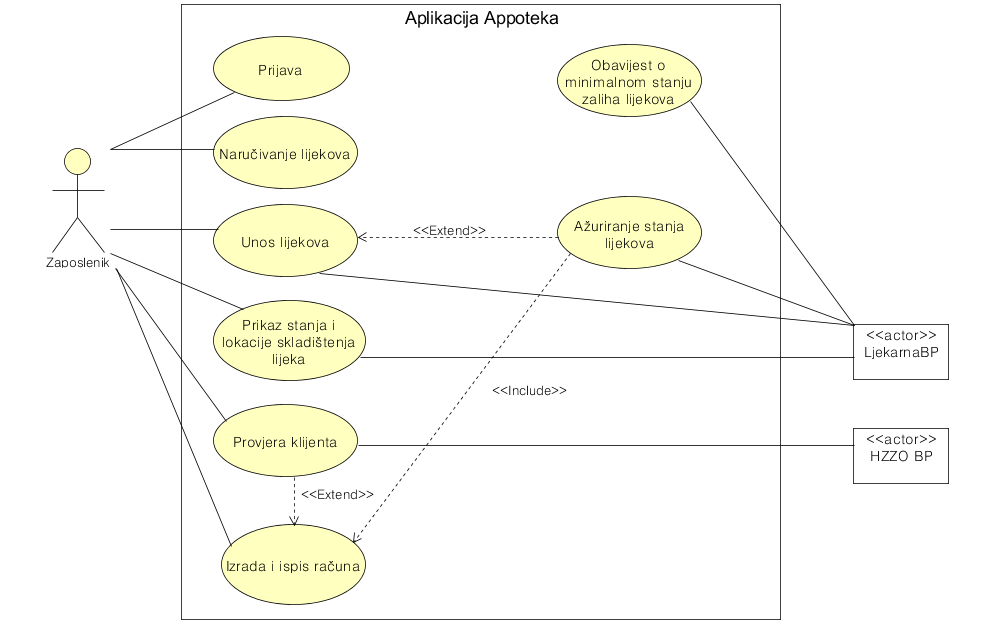 Aplikacija Appoteka
Prijava
Obavijest o
minimalnom stanju
zaliha lijekova
Naručivanje lijekova
Zaposlenik
Unos lijekova
<<Extend>>
Ažuriranje stanja
lijekova
Prikaz stanja i
lokacije skladištenja
lijeka
<<actor>>
LjekarnaBP
<<Include>>
Provjera klijenta
<<actor>>
HZZO BP
<<Extend>>
Izrada i ispis računa